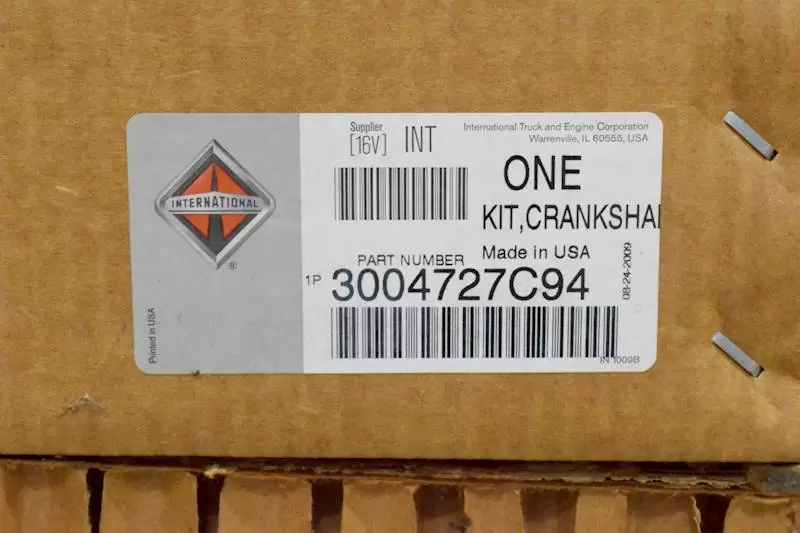 INTERNATIONAL
®
Printed in USA
Supplier
[16V] INT
International Truck and Engine Corporation
Warrenville, IL 60555, USA
ONE
KIT,CRANKSHA
Made in USA
PART NUMBER
1P 3004727C94
08-24-2009
IN 1009B